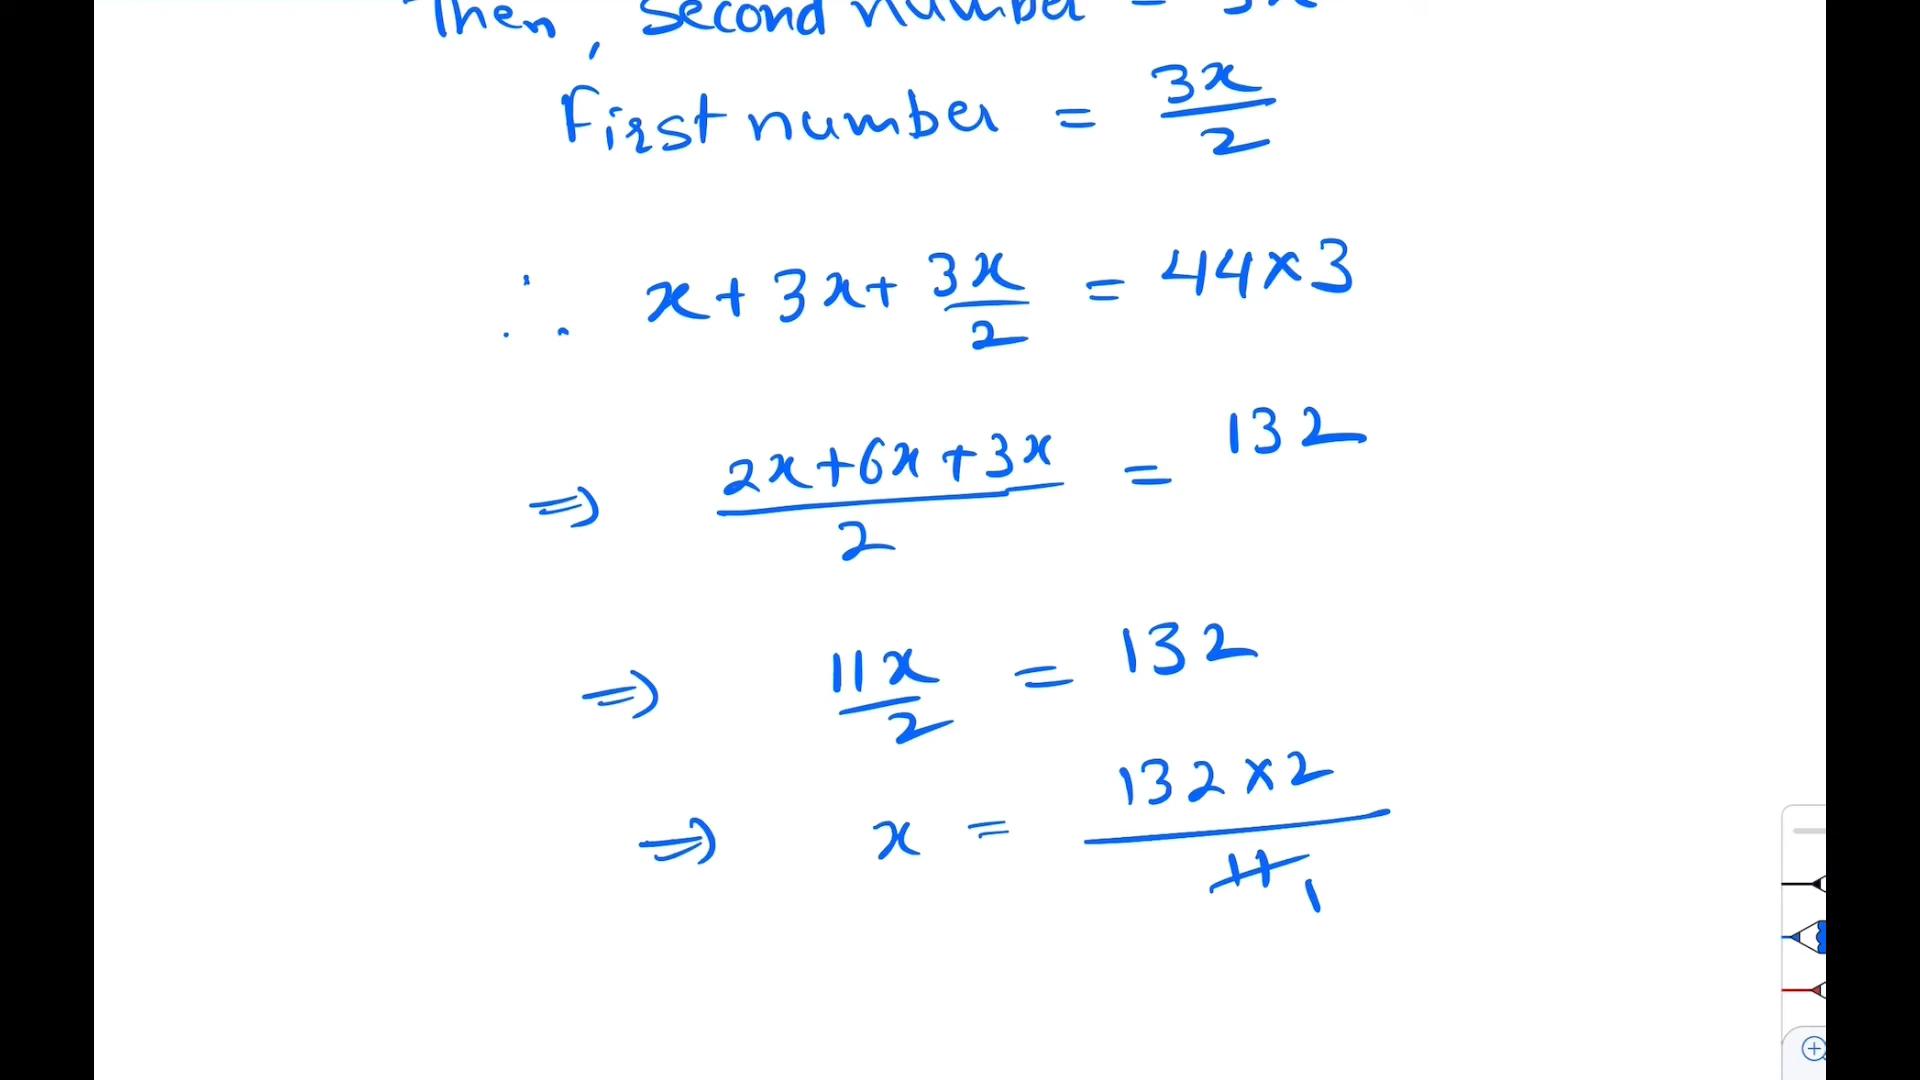 Then, Second number = 3x
First number = 3x/2
∴ x + 3x + 3x/2 = 44×3
⇒ 2x+6x+3x/2 = 132
⇒ 11x/2 = 132
⇒ x = 132×2/11 1